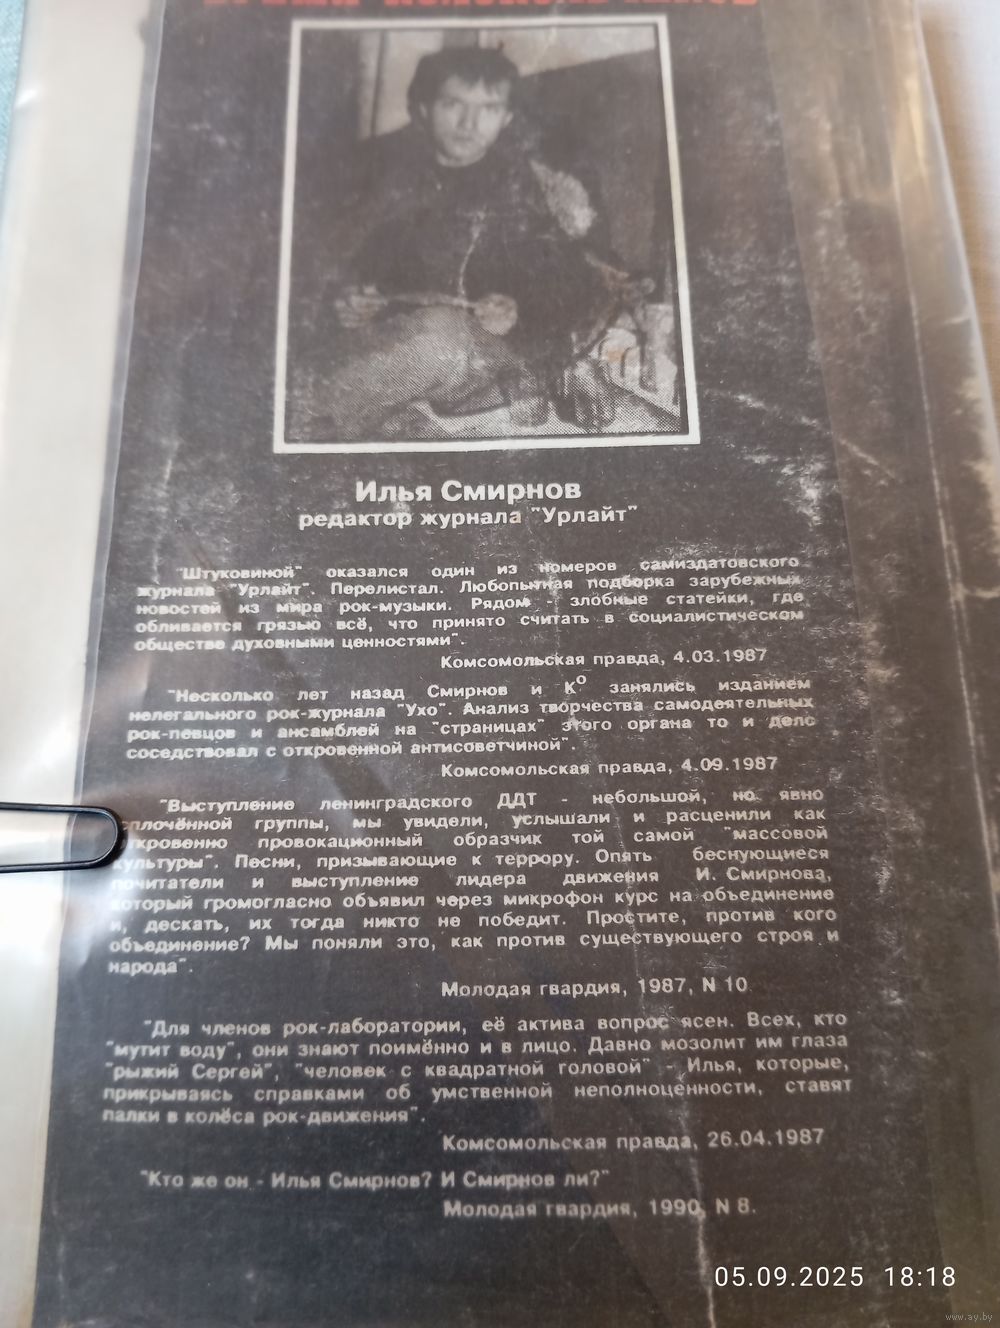 Илья Смирнов
редактор журнала "Урлайт"
"Штуковиной" оказался один из номеров самиздатовского
журнала "Урлайт". Перелистал. Любопытная подборка зарубежных
новостей из мира рок-музыки. Рядом - злобные статейки, где
обливается грязью всё, что принято считать в социалистическом
обществе духовными ценностями".
Комсомольская правда, 4.03.1987
"Несколько лет назад Смирнов и К° занялись изданием
нелегального рок-журнала "Ухо". Анализ творчества самодеятельных
рок-певцов и ансамблей на "страницах" этого органа то и дело
соседствовал с откровенной антисоветчиной".
Комсомольская правда, 4.09.1987
"Выступление ленинградского ДДТ - небольшой, но явно
сплочённой группы, мы увидели, услышали и расценили как
откровенно провокационный образчик той самой "массовой
культуры". Песни, призывающие к террору. Опять беснующиеся
почитатели и выступление лидера движения И. Смирнова,
который громогласно объявил через микрофон курс на объединение
и, дескать, их тогда никто не победит. Простите, против кого
объединение? Мы поняли это, как против существующего строя и
народа".
Молодая гвардия, 1987, N 10.
"Для членов рок-лаборатории, её актива вопрос ясен. Всех, кто
"мутит воду", они знают поимённо и в лицо. Давно мозолит им глаза
"рыжий Сергей", "человек с квадратной головой" - Илья, которые,
прикрываясь справками об умственной неполноценности, ставят
палки в колёса рок-движения".
Комсомольская правда, 26.04.1987
"Кто же он - Илья Смирнов? И Смирнов ли?"
Молодая гвардия, 1990, N 8.
05.09.2025 18:18
www.ay.by